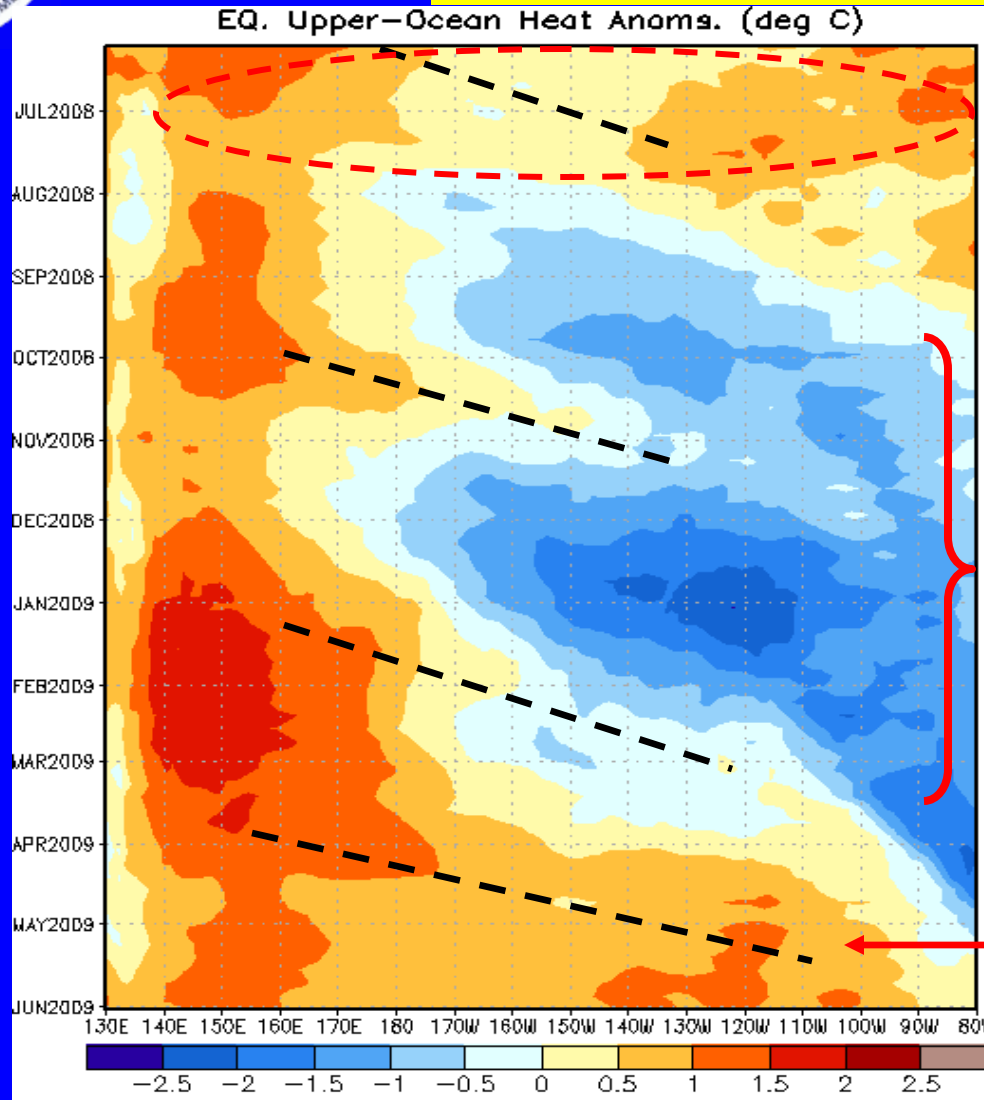 EQ. Upper-Ocean Heat Anoms. (deg C)
JUL2008
AUG2008
SEP2008
OCT2008
NOV2008
DEC2008
JAN2009
FEB2009
MAR2009
APR2009
MAY2009
JUN2009
130E 140E 150E 160E 170E 180 170W 160W 150W 140W 130W 120W 110W 100W 90W 80W
-2.5 -2 -1.5 -1 -0.5 0 0.5 1 1.5 2 2.5